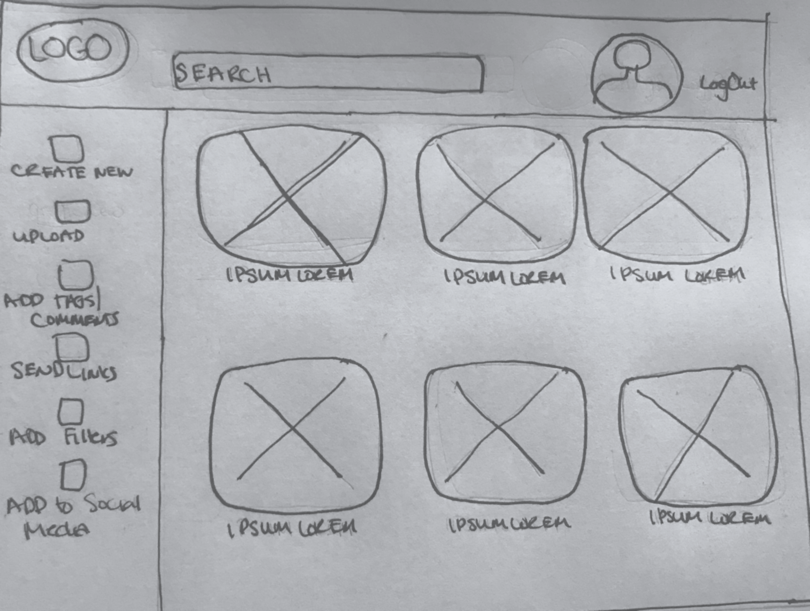 LOGO
SEARCH
LogOut
CREATE NEW
UPLOAD
ADD TAGS/
COMMENTS
SEND LINKS
ADD Filters
ADD to Social
Media
IPSUM LOREM
IPSUM LOREM
IPSUM LOREM
IPSUM LOREM
IPSUM LOREM
IPSUM LOREM